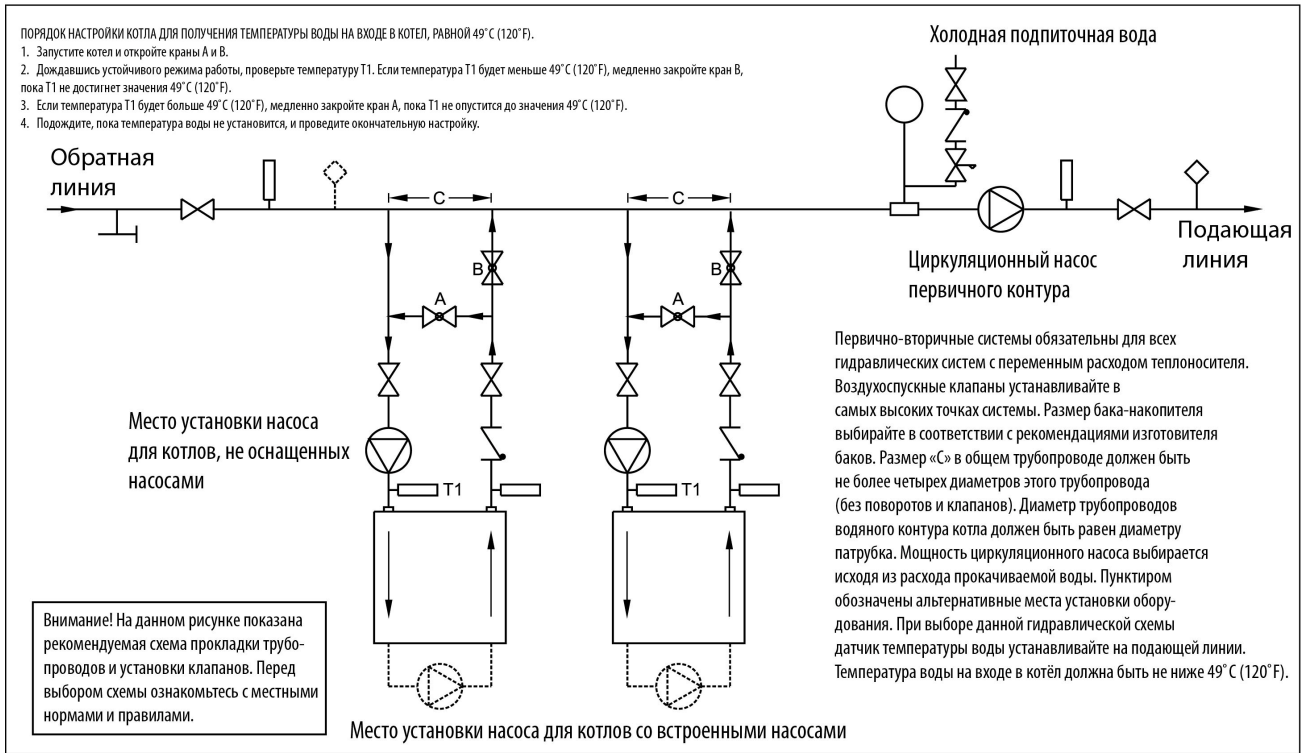 ПОРЯДОК НАСТРОЙКИ КОТЛА ДЛЯ ПОЛУЧЕНИЯ ТЕМПЕРАТУРЫ ВОДЫ НА ВХОДЕ В КОТЕЛ, РАВНОЙ 49˚C (120˚F).
1. Запустите котел и откройте краны А и В.
2. Дождавшись устойчивого режима работы, проверьте температуру Т1. Если температура Т1 будет меньше 49˚C (120˚F), медленно закройте кран В,
пока Т1 не достигнет значения 49˚C (120˚F).
3. Если температура Т1 будет больше 49˚C (120˚F), медленно закройте кран А, пока Т1 не опустится до значения 49˚C (120˚F).
4. Подождите, пока температура воды не установится, и проведите окончательную настройку.
Холодная подпиточная вода
Обратная
линия
C
C
Подающая
линия
B
B
A
A
Циркуляционный насос
первичного контура
Место установки насоса
для котлов, не оснащенных
насосами
T1
T1
Первично-вторичные системы обязательны для всех
гидравлических систем с переменным расходом теплоносителя.
Воздухоспускные клапаны устанавливайте в
самых высоких точках системы. Размер бака-накопителя
выбирайте в соответствии с рекомендациями изготовителя
баков. Размер «С» в общем трубопроводе должен быть
не более четырех диаметров этого трубопровода
(без поворотов и клапанов). Диаметр трубопроводов
водяного контура котла должен быть равен диаметру
патрубка. Мощность циркуляционного насоса выбирается
исходя из расхода прокачиваемой воды. Пунктиром
обозначены альтернативные места установки обору-
дования. При выборе данной гидравлической схемы
датчик температуры воды устанавливайте на подающей линии.
Температура воды на входе в котёл должна быть не ниже 49˚C (120˚F).
Внимание! На данном рисунке показана
рекомендуемая схема прокладки трубо-
проводов и установки клапанов. Перед
выбором схемы ознакомьтесь с местными
нормами и правилами.
Место установки насоса для котлов со встроенными насосами